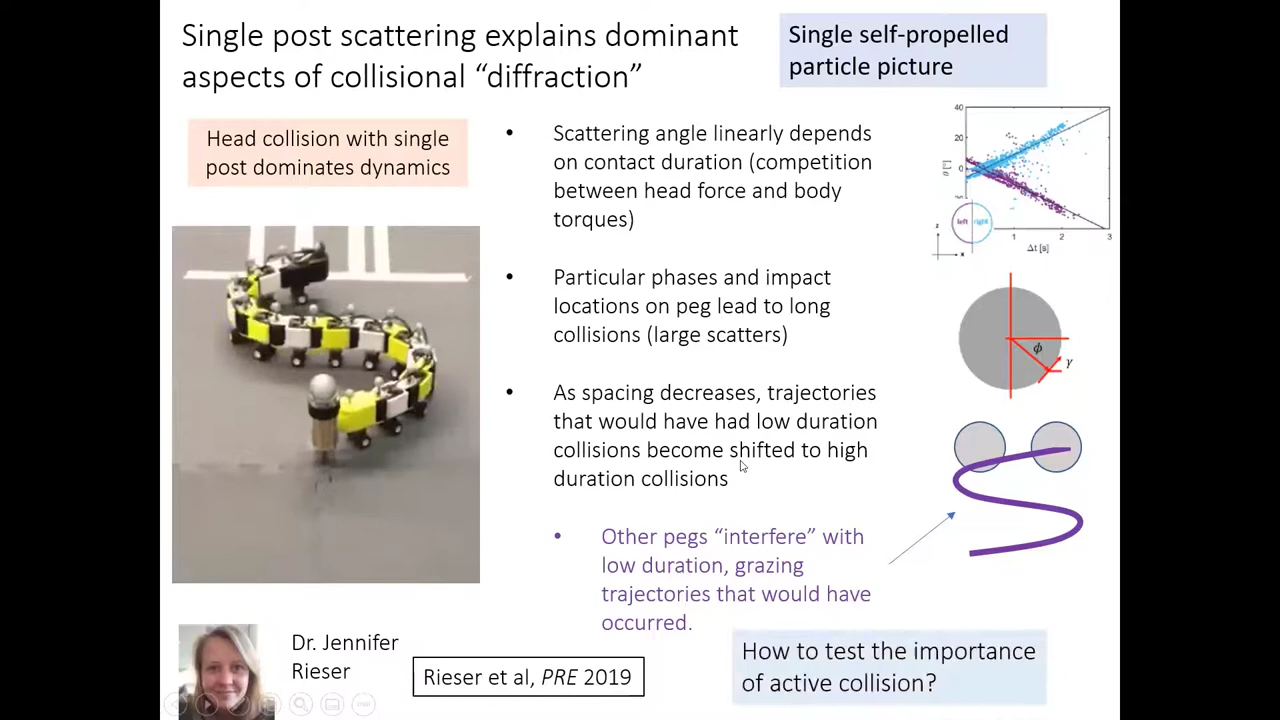 Single post scattering explains dominant
aspects of collisional “diffraction”
Single self-propelled
particle picture
Head collision with single
post dominates dynamics
• Scattering angle linearly depends
on contact duration (competition
between head force and body
torques)
• Particular phases and impact
locations on peg lead to long
collisions (large scatters)
• As spacing decreases, trajectories
that would have had low duration
collisions become shifted to high
duration collisions
• Other pegs “interfere” with
low duration, grazing
trajectories that would have
occurred.
40
20
0
θ [°]
left right
z
x
1 2 3
Δt [s]
ϕ
γ
Dr. Jennifer
Rieser
Rieser et al, PRE 2019
How to test the importance
of active collision?